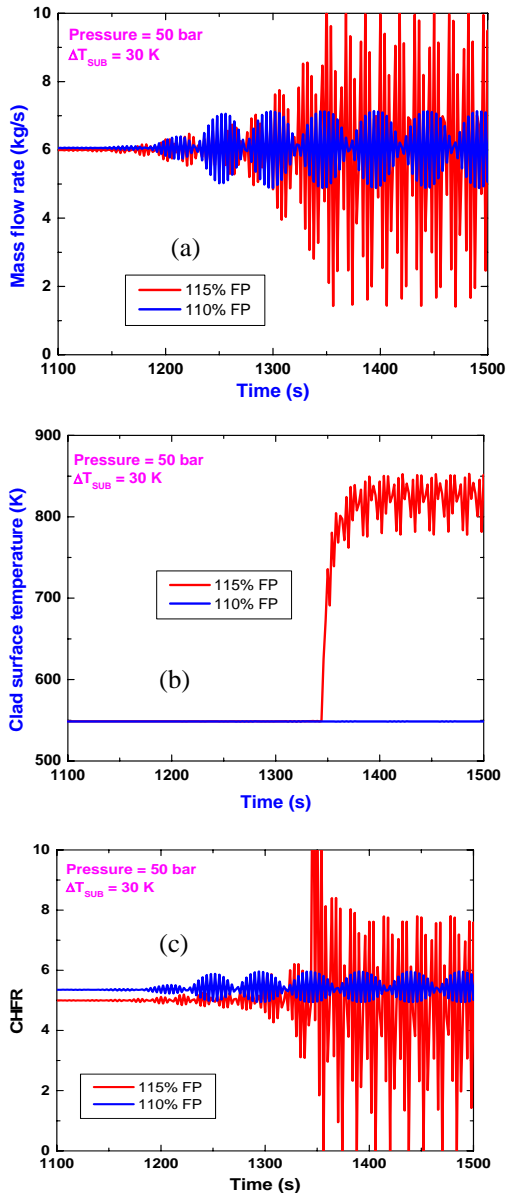 10
Pressure = 50 bar
ΔT_SUB = 30 K
8
6
4
2
0
Mass flow rate (kg/s)
(a)
115% FP
110% FP
1100 1200 1300 1400 1500
Time (s)
900
Pressure = 50 bar
ΔT_SUB = 30 K
800
700
600
500
Clad surface temperature (K)
115% FP
110% FP
(b)
1100 1200 1300 1400 1500
Time (s)
10
Pressure = 50 bar
ΔT_SUB = 30 K
8
6
4
2
0
CHFR
(c)
115% FP
110% FP
1100 1200 1300 1400 1500
Time (s)